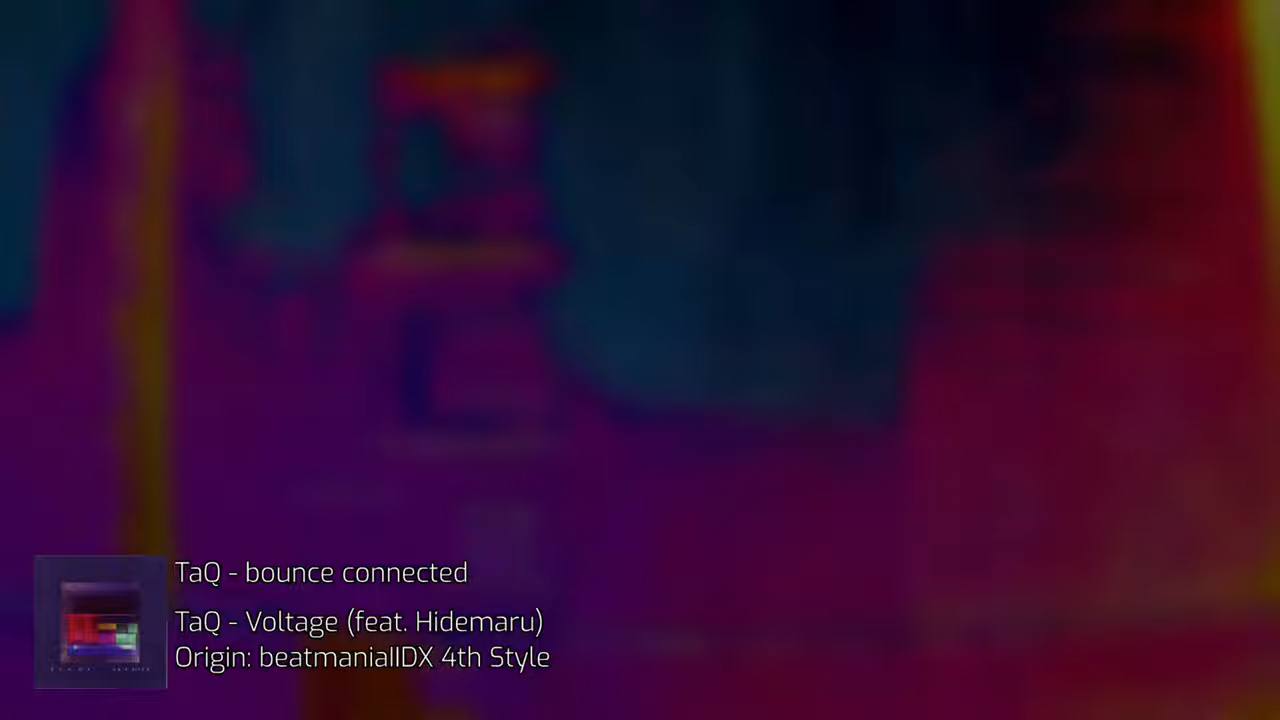 TaQ - bounce connected
TaQ - Voltage (feat. Hidemaru)
Origin: beatmaniaIIDX 4th Style